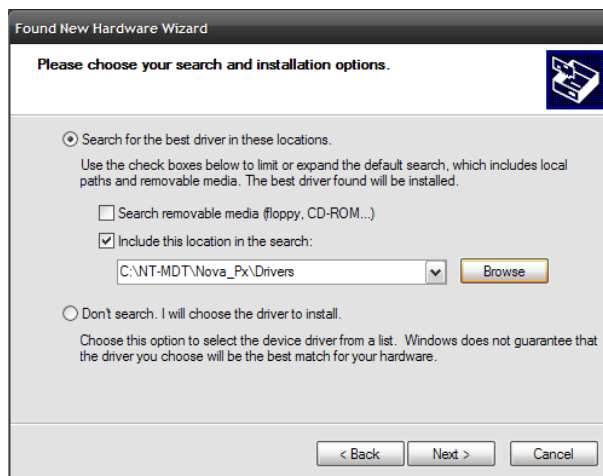 Found New Hardware Wizard
Please choose your search and installation options.
Search for the best driver in these locations.
Use the check boxes below to limit or expand the default search, which includes local
paths and removable media. The best driver found will be installed.
Search removable media (floppy, CD-ROM...)
Include this location in the search:
C:\NT-MDT\Nova_Px\Drivers
Browse
Don't search. I will choose the driver to install.
Choose this option to select the device driver from a list. Windows does not guarantee that
the driver you choose will be the best match for your hardware.
< Back
Next >
Cancel